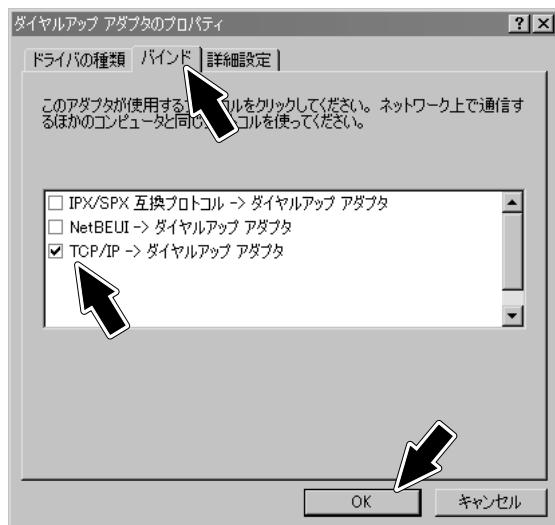 ダイヤルアップ アダプタのプロパティ
ドライバの種類 バインド 詳細設定
このアダプタが使用する ルをクリックしてください。ネットワーク上で通信す
るほかのコンピュータと同じ コルを使ってください。
IPX/SPX 互換プロトコル -> ダイヤルアップ アダプタ
NetBEUI -> ダイヤルアップ アダプタ
TCP/IP -> ダイヤルアップ アダプタ
OK キャンセル